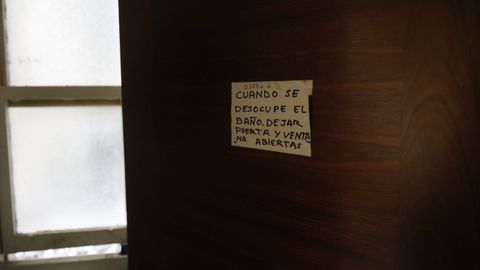 CUANDO SE
DESOCUPE EL
BAÑO, DEJAR
PUERTA Y VENTA
NA ABIERTAS